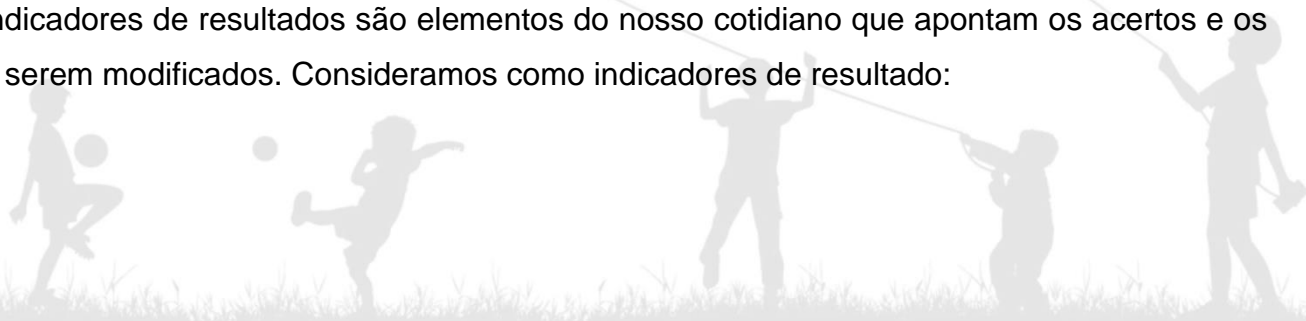 ndicadores de resultados são elementos do nosso cotidiano que apontam os acertos e os
serem modificados. Consideramos como indicadores de resultado: